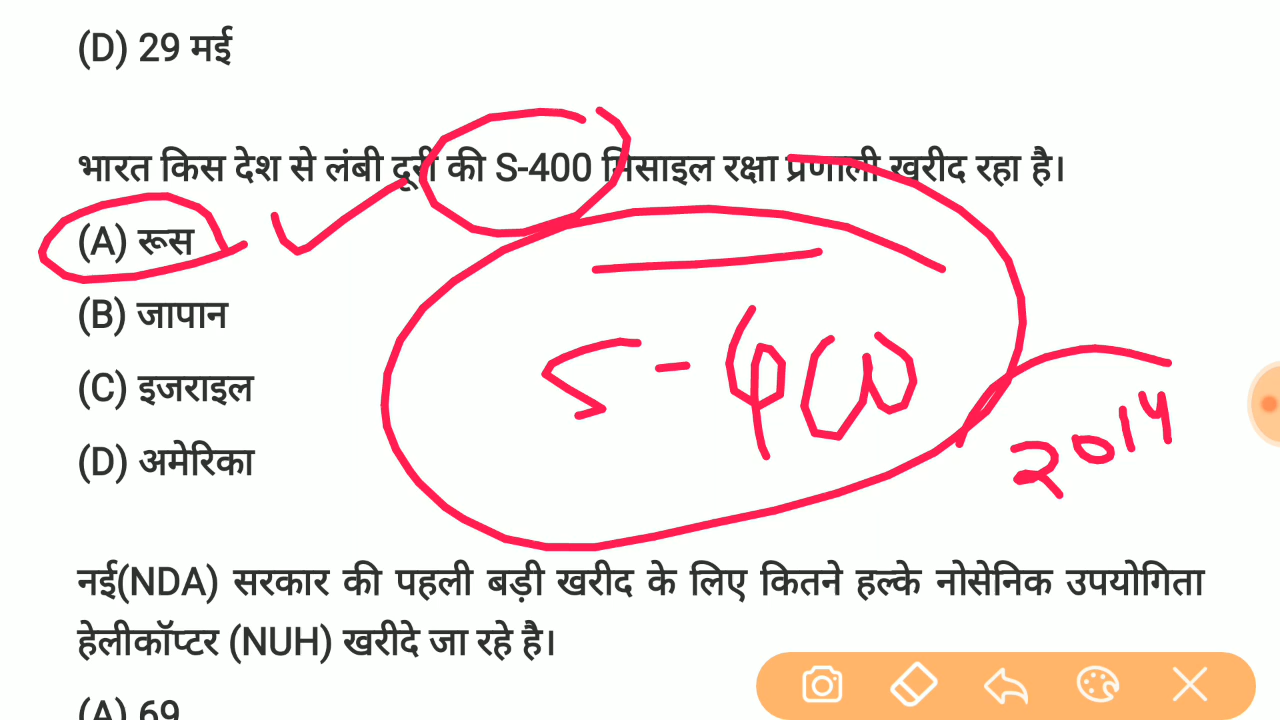 (D) 29 मई
भारत किस देश से लंबी दूरी की S-400 मिसाइल रक्षा प्रणाली खरीद रहा है।
(A) रूस
(B) जापान
(C) इजराइल
(D) अमेरिका
S-400
2014
नई(NDA) सरकार की पहली बड़ी खरीद के लिए कितने हल्के नोसेनिक उपयोगिता
हेलीकॉप्टर (NUH) खरीदे जा रहे है।
(A) 69